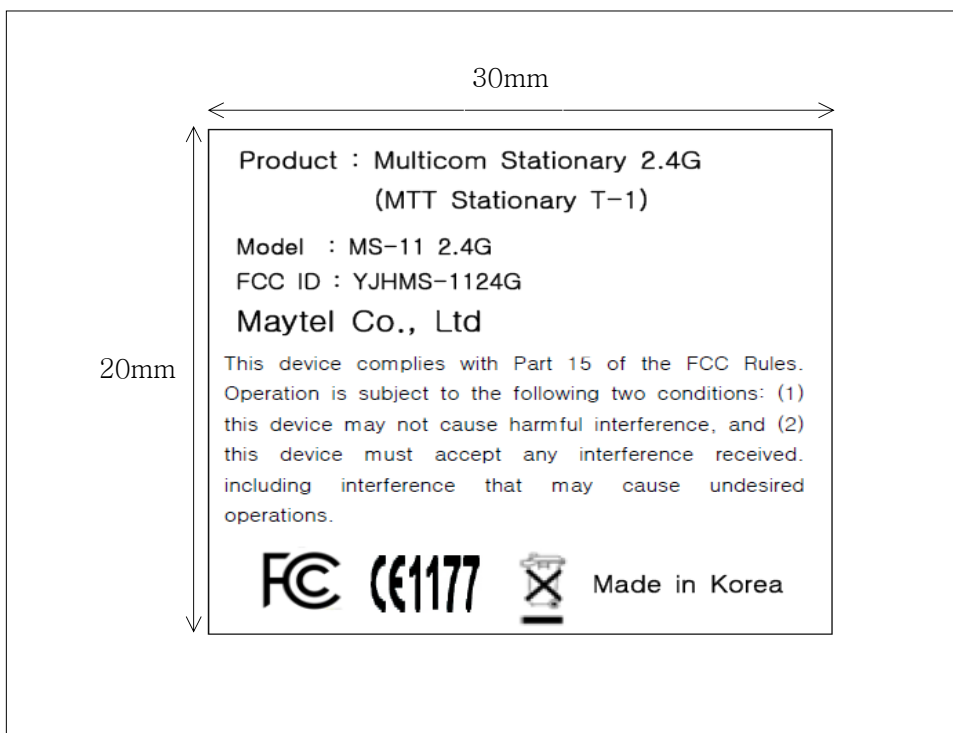 30mm
20mm
Product : Multicom Stationary 2.4G
(MTT Stationary T-1)
Model : MS-11 2.4G
FCC ID : YJHMS-1124G
Maytel Co., Ltd
This device complies with Part 15 of the FCC Rules.
Operation is subject to the following two conditions: (1)
this device may not cause harmful interference, and (2)
this device must accept any interference received.
including interference that may cause undesired
operations.
FC CE1177 Made in Korea